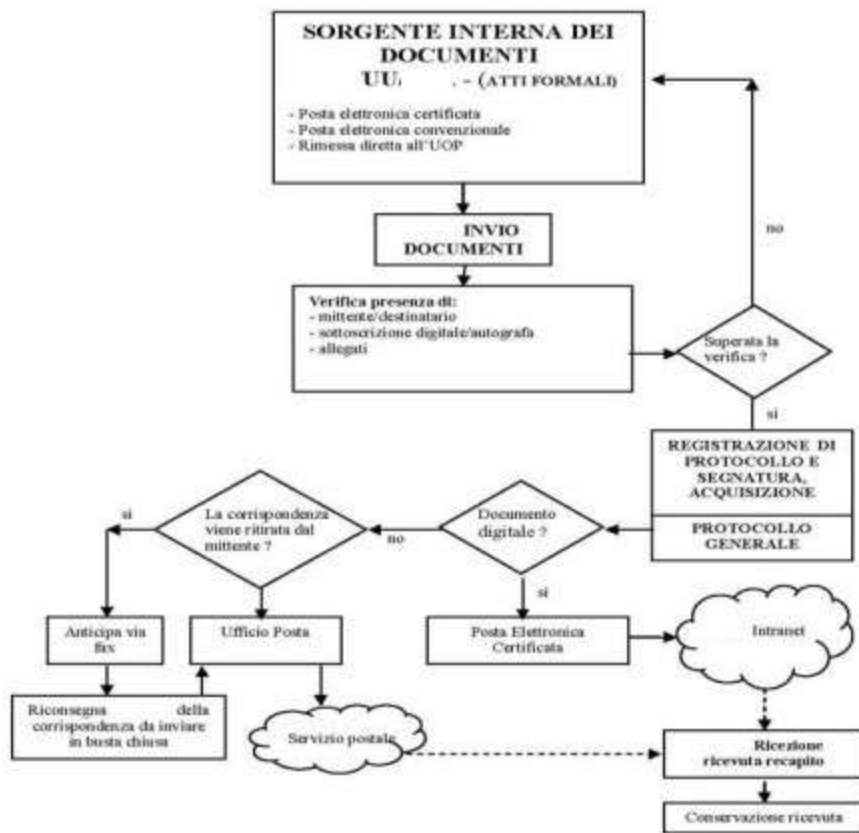 SORGENTE INTERNA DEI
DOCUMENTI
UU. - (ATTI FORMALI)
- Posta elettronica certificata
- Posta elettronica convenzionale
- Rimessa diretta all'UOP
INVIO
DOCUMENTI
no
Verifica presenza di:
- mittente/destinatario
- sottoscrizione digitale/autografa
- allegati
Superata la
verifica ?
si
REGISTRAZIONE DI
PROTOCOLLO E
SEGNATURA,
ACQUISIZIONE
PROTOCOLLO
GENERALE
Documento
digitale ?
no
si
La corrispondenza
viene ritirata dal
mittente ?
si
Anticipa via
fax
Ufficio Posta
Posta Elettronica
Certificata
Intranet
Riconsegna della
corrispondenza da inviare
in busta chiusa
Servizio postale
Ricezione
ricevuta recapito
Conservazione ricevuta